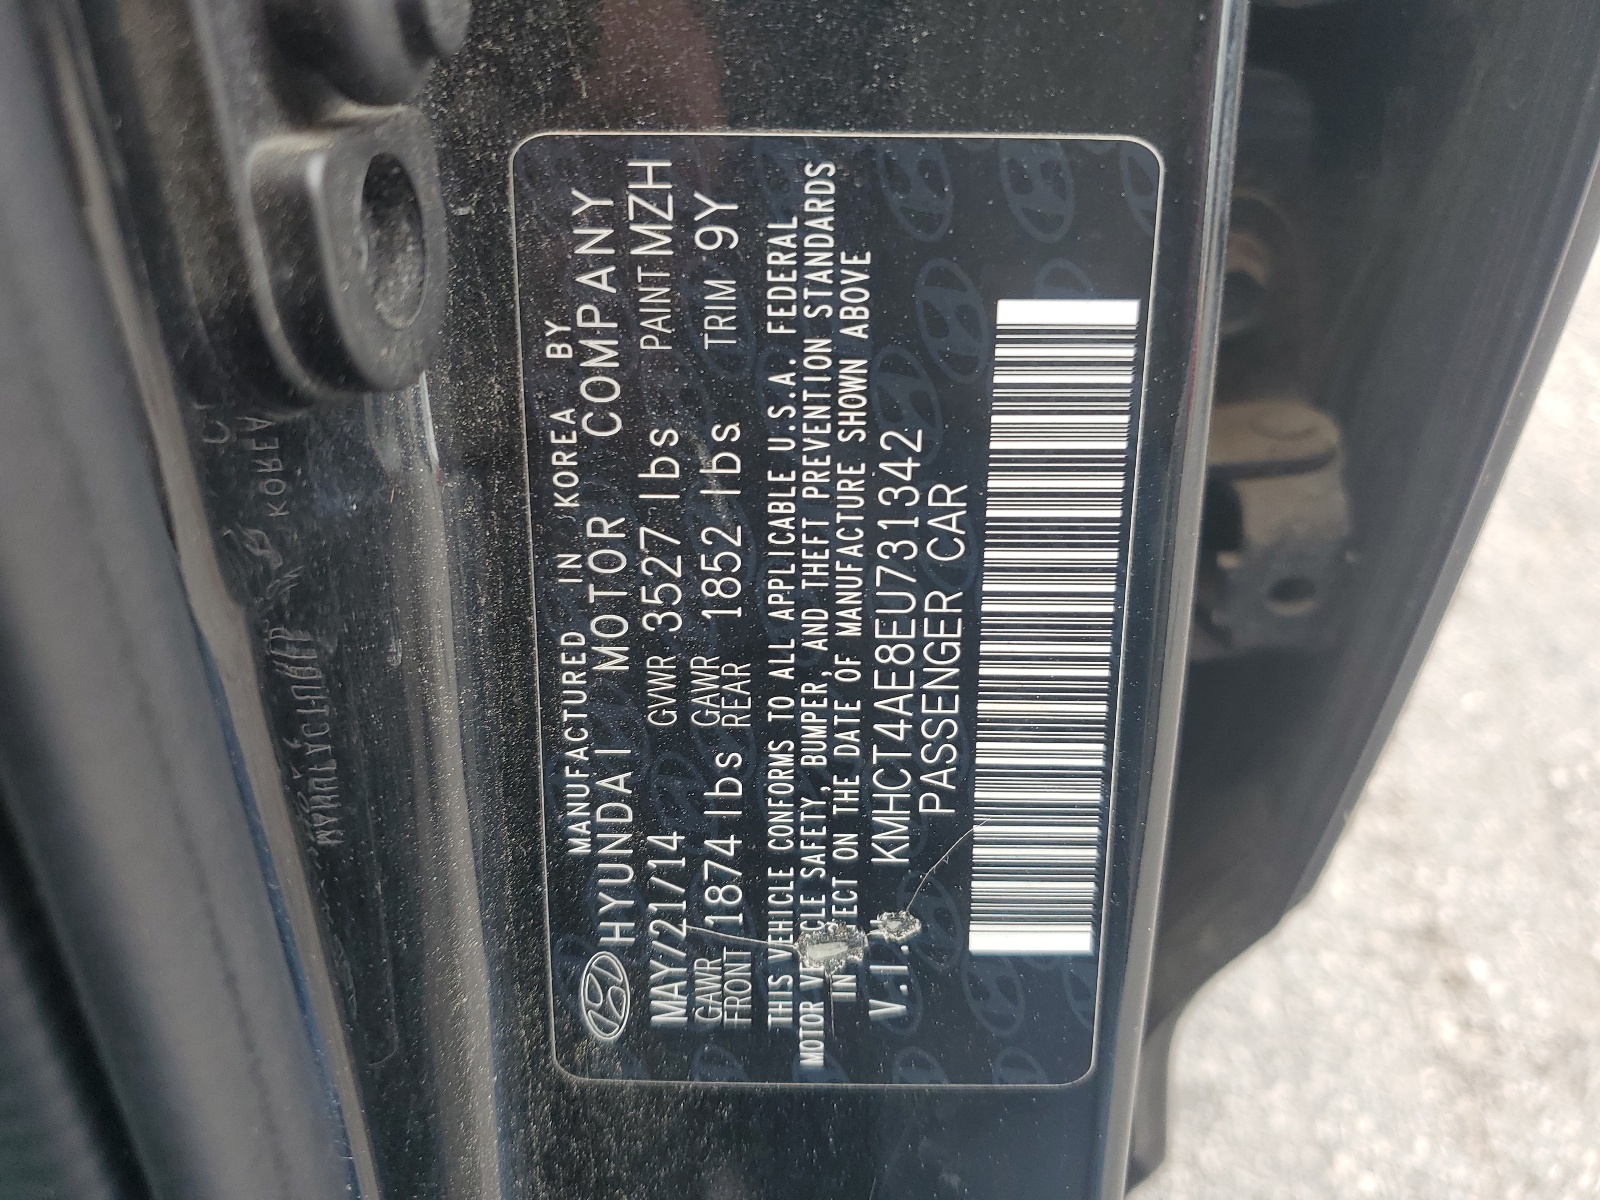 MANUFACTURED IN KOREA BY
HYUNDAI MOTOR COMPANY
MAY/21/14 GVWR 3527 lbs PAINT MZH
GAWR FRONT 1874 lbs GAWR REAR 1852 lbs TRIM 9Y
THIS VEHICLE CONFORMS TO ALL APPLICABLE U.S.A. FEDERAL
MOTOR SAFETY, BUMPER, AND THEFT PREVENTION STANDARDS
IN ON THE DATE OF MANUFACTURE SHOWN ABOVE
V.I. KMHCT4AE8EU731342
PASSENGER CAR
KOREA